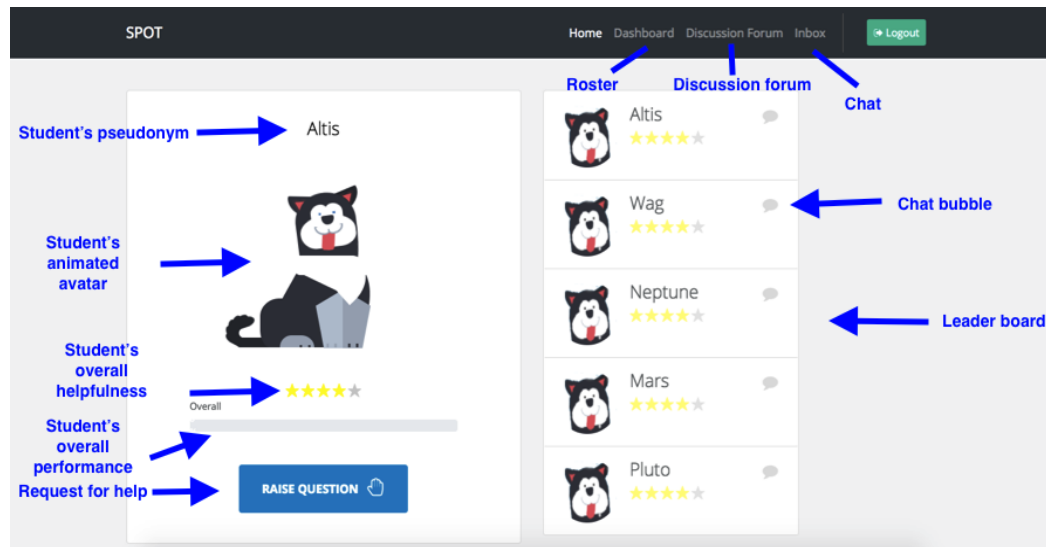 SPOT
Home Dashboard Discussion Forum Inbox Logout
Roster
Discussion forum
Chat
Student's pseudonym
Altis
Student's
animated
avatar
Student's
overall
helpfulness
Overall
Student's
overall
performance
Request for help
RAISE QUESTION
Altis
Wag
Chat bubble
Neptune
Leader board
Mars
Pluto